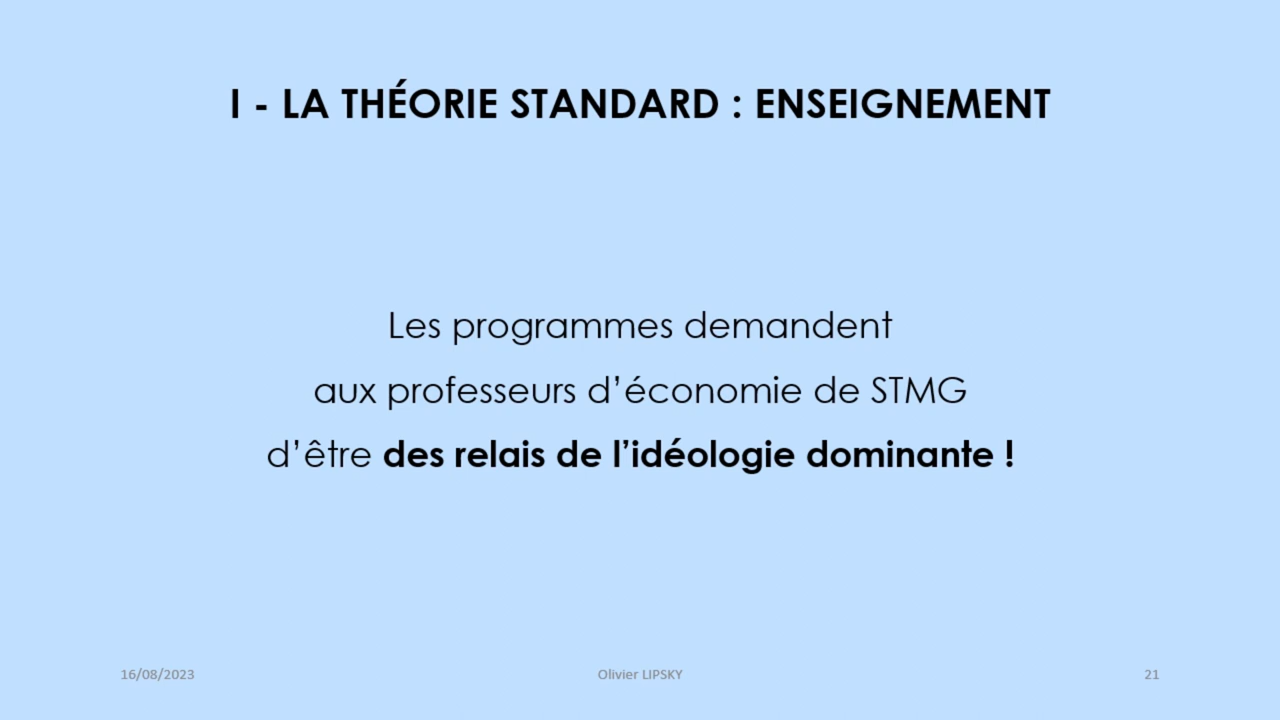 I - LA THÉORIE STANDARD : ENSEIGNEMENT
Les programmes demandent
aux professeurs d’économie de STMG
d’être des relais de l’idéologie dominante !
16/08/2023
Olivier LIPSKY
21